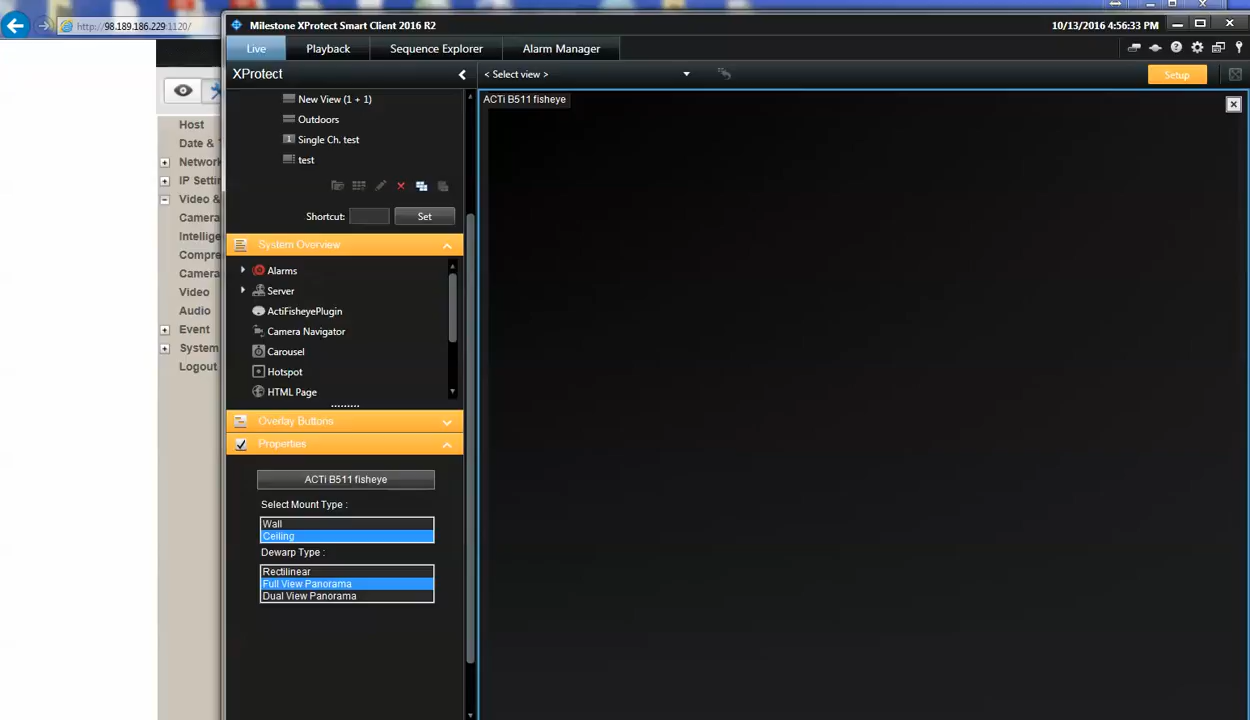 http://98.189.186.229:1120/
Milestone XProtect Smart Client 2016 R2
10/13/2016 4:56:33 PM
Live
Playback
Sequence Explorer
Alarm Manager
XProtect
< Select view >
Setup
ACTi B511 fisheye
New View (1 + 1)
Outdoors
1 Single Ch. test
test
Shortcut:
Set
System Overview
Alarms
Server
ActiFisheyePlugin
Camera Navigator
Carousel
Hotspot
HTML Page
Overlay Buttons
Properties
ACTi B511 fisheye
Select Mount Type :
Wall
Ceiling
Dewarp Type :
Rectilinear
Full View Panorama
Dual View Panorama
Host
Date &
Network
IP Setti
Video &
Camera
Intellige
Compre
Camera
Video
Audio
Event
System
Logout